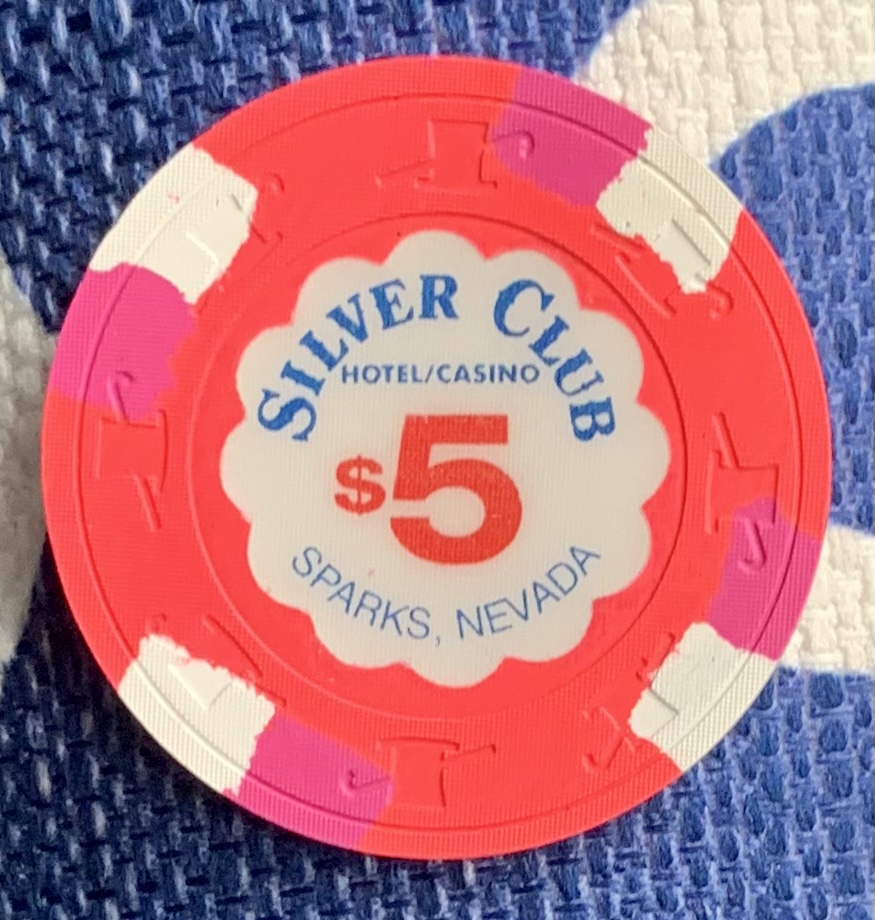 SILVER CLUB
HOTEL/CASINO
$5
SPARKS, NEVADA